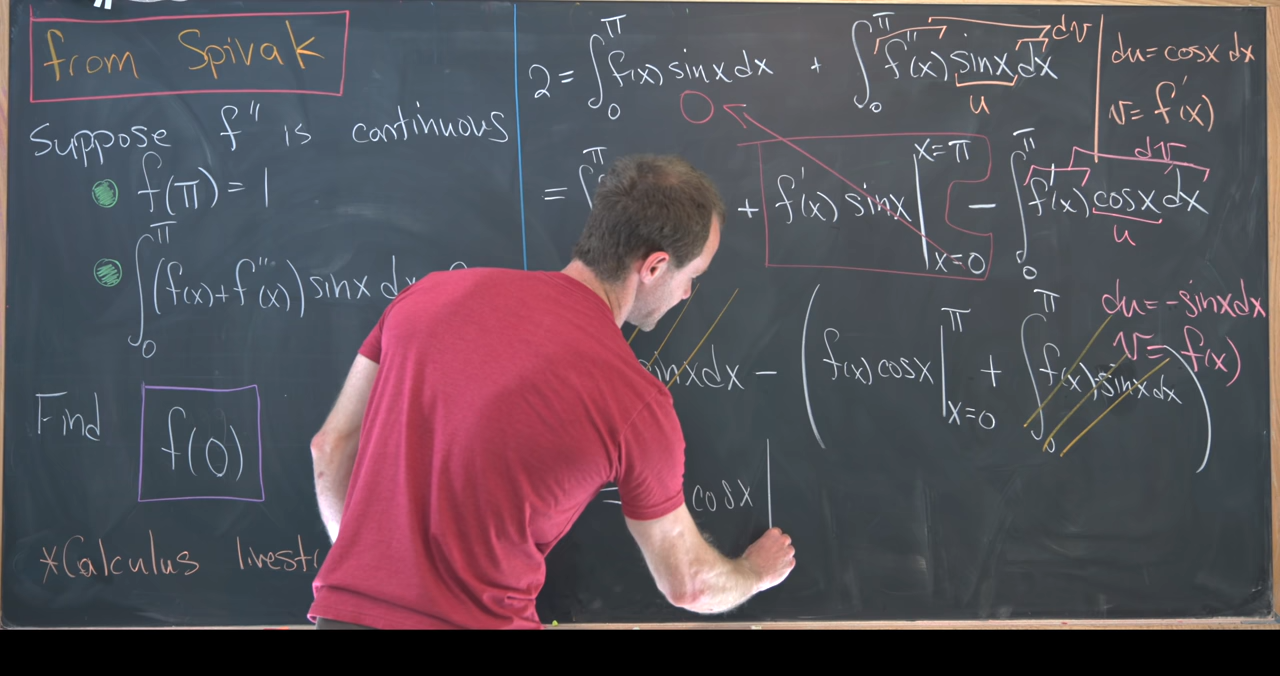 from Spivak
Suppose f'' is continuous
f(π) = 1
∫₀^π (f(x) + f''(x)) sin x dx
Find f(0)
*Calculus
2 = ∫₀^π f(x) sin x dx + ∫₀^π f''(x) sin x dx
dv
u
du = cos x dx
v = f'(x)
0
= ∫₀^π + f'(x) sin x |_{x=0}^{x=π} − ∫₀^π f'(x) cos x dx
dv
u
du = −sin x dx
v = f(x)
sin x dx − ( f(x) cos x |_{x=0}^{π} + ∫₀^π f(x) sin x dx )
= cos x |